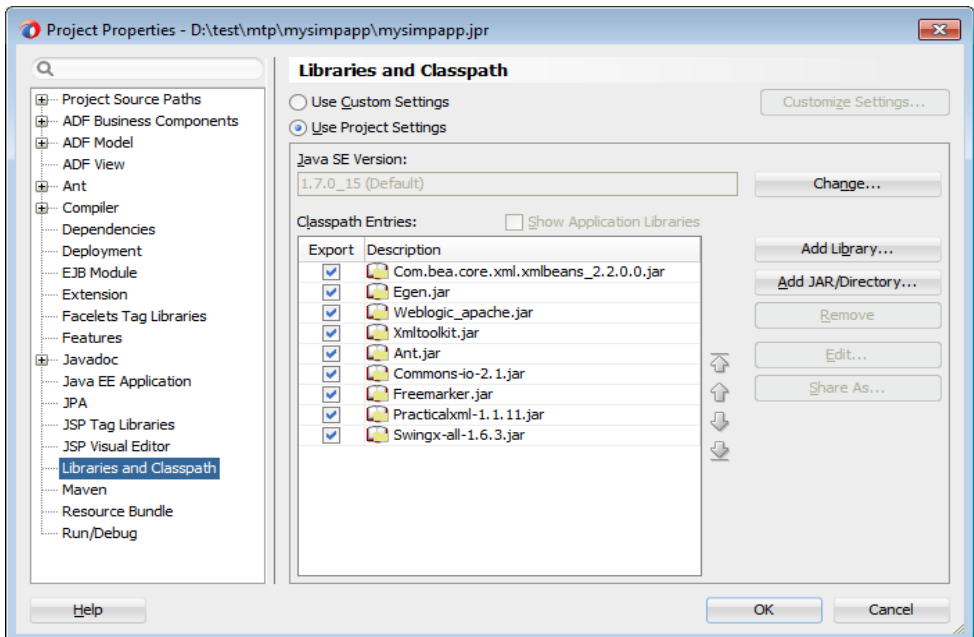 Project Properties - D:\test\mtp\mysimpapp\mysimpapp.jpr
Project Source Paths
ADF Business Components
ADF Model
ADF View
Ant
Compiler
Dependencies
Deployment
EJB Module
Extension
Facelets Tag Libraries
Features
Javadoc
Java EE Application
JPA
JSP Tag Libraries
JSP Visual Editor
Libraries and Classpath
Maven
Resource Bundle
Run/Debug
Libraries and Classpath
Use Custom Settings
Customize Settings...
Use Project Settings
Java SE Version:
1.7.0_15 (Default)
Change...
Classpath Entries:
Show Application Libraries
Export Description
Com.bea.core.xml.xmlbeans_2.2.0.0.jar
Egen.jar
Weblogic_apache.jar
Xmltoolkit.jar
Ant.jar
Commons-io-2.1.jar
Freemarker.jar
Practicalxml-1.1.11.jar
Swingx-all-1.6.3.jar
Add Library...
Add JAR/Directory...
Remove
Edit...
Share As...
Help
OK
Cancel